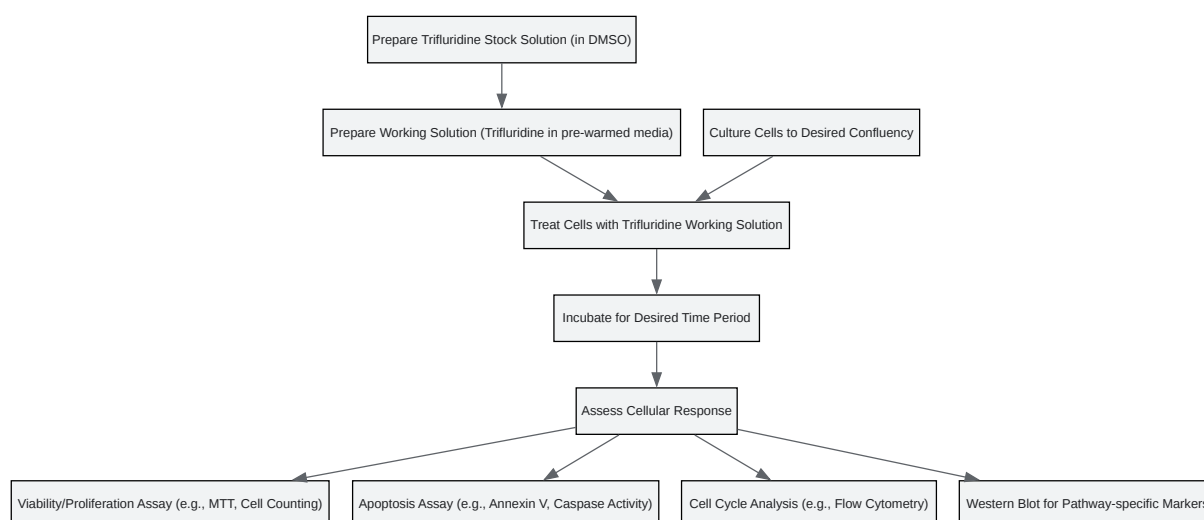 Prepare Trifluridine Stock Solution (in DMSO)
Prepare Working Solution (Trifluridine in pre-warmed media)
Culture Cells to Desired Confluency
Treat Cells with Trifluridine Working Solution
Incubate for Desired Time Period
Assess Cellular Response
Viability/Proliferation Assay (e.g., MTT, Cell Counting)
Apoptosis Assay (e.g., Annexin V, Caspase Activity)
Cell Cycle Analysis (e.g., Flow Cytometry)
Western Blot for Pathway-specific Markers